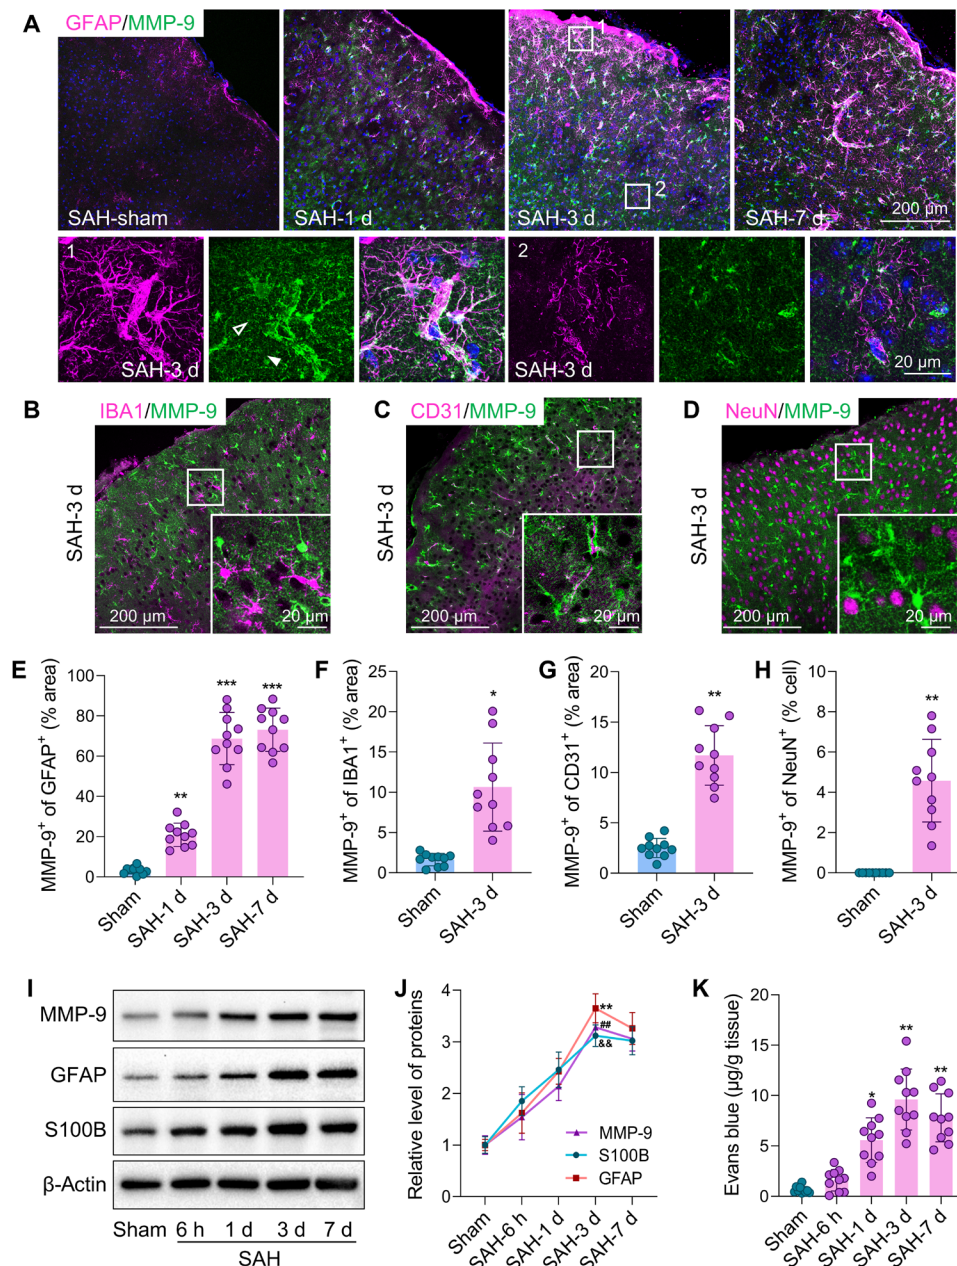 A
GFAP/MMP-9
SAH-sham
SAH-1 d
1
2
SAH-3 d
SAH-7 d
200 µm
1
SAH-3 d
2
SAH-3 d
20 µm
B
IBA1/MMP-9
SAH-3 d
200 µm
20 µm
C
CD31/MMP-9
SAH-3 d
200 µm
20 µm
D
NeuN/MMP-9
SAH-3 d
200 µm
20 µm
E
MMP-9⁺ of GFAP⁺ (% area)
100
80
60
40
20
0
**
***
***
Sham
SAH-1 d
SAH-3 d
SAH-7 d
F
MMP-9⁺ of IBA1⁺ (% area)
25
20
15
10
5
0
*
Sham
SAH-3 d
G
MMP-9⁺ of CD31⁺ (% area)
20
15
10
5
0
**
Sham
SAH-3 d
H
MMP-9⁺ of NeuN⁺ (% cell)
10
8
6
4
2
0
**
Sham
SAH-3 d
I
MMP-9
GFAP
S100B
β-Actin
Sham 6 h 1 d 3 d 7 d
SAH
J
Relative level of proteins
4
3
2
1
0
**
##
&&
MMP-9
S100B
GFAP
Sham
SAH-6 h
SAH-1 d
SAH-3 d
SAH-7 d
K
Evans blue (µg/g tissue)
20
15
10
5
0
*
**
**
Sham
SAH-6 h
SAH-1 d
SAH-3 d
SAH-7 d